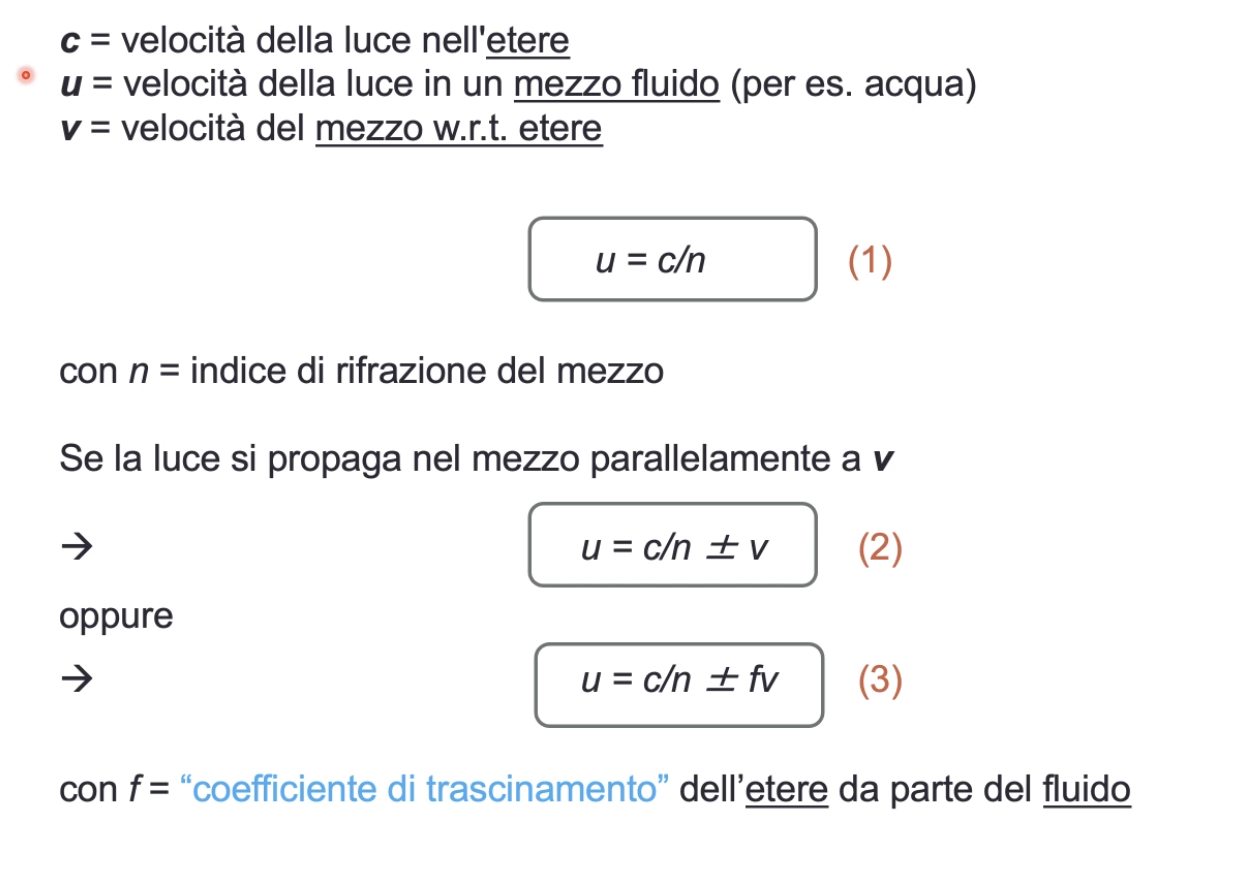 c = velocità della luce nell'etere
u = velocità della luce in un mezzo fluido (per es. acqua)
v = velocità del mezzo w.r.t. etere
u = c/n (1)
con n = indice di rifrazione del mezzo
Se la luce si propaga nel mezzo parallelamente a v
→ u = c/n ± v (2)
oppure
→ u = c/n ± fv (3)
con f = “coefficiente di trascinamento” dell’etere da parte del fluido